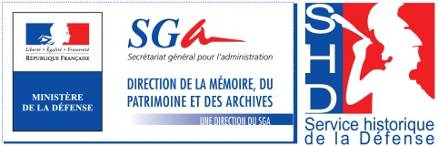 Liberté • Égalité • Fraternité
RÉPUBLIQUE FRANÇAISE
MINISTÈRE
DE LA DÉFENSE
SGA
Secrétariat général pour l'administration
DIRECTION DE LA MÉMOIRE, DU
PATRIMOINE ET DES ARCHIVES
UNE DIRECTION DU SGA
SHD
Service historique
de la Défense